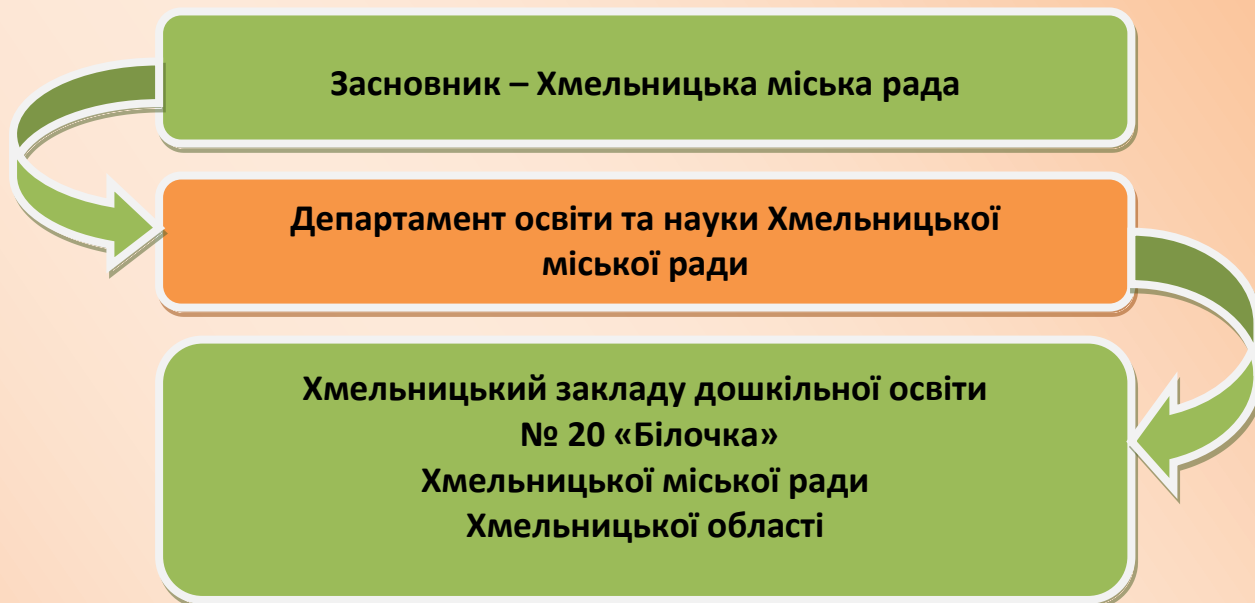 Засновник – Хмельницька міська рада
Департамент освіти та науки Хмельницької
міської ради
Хмельницький закладу дошкільної освіти
№ 20 «Білочка»
Хмельницької міської ради
Хмельницької області